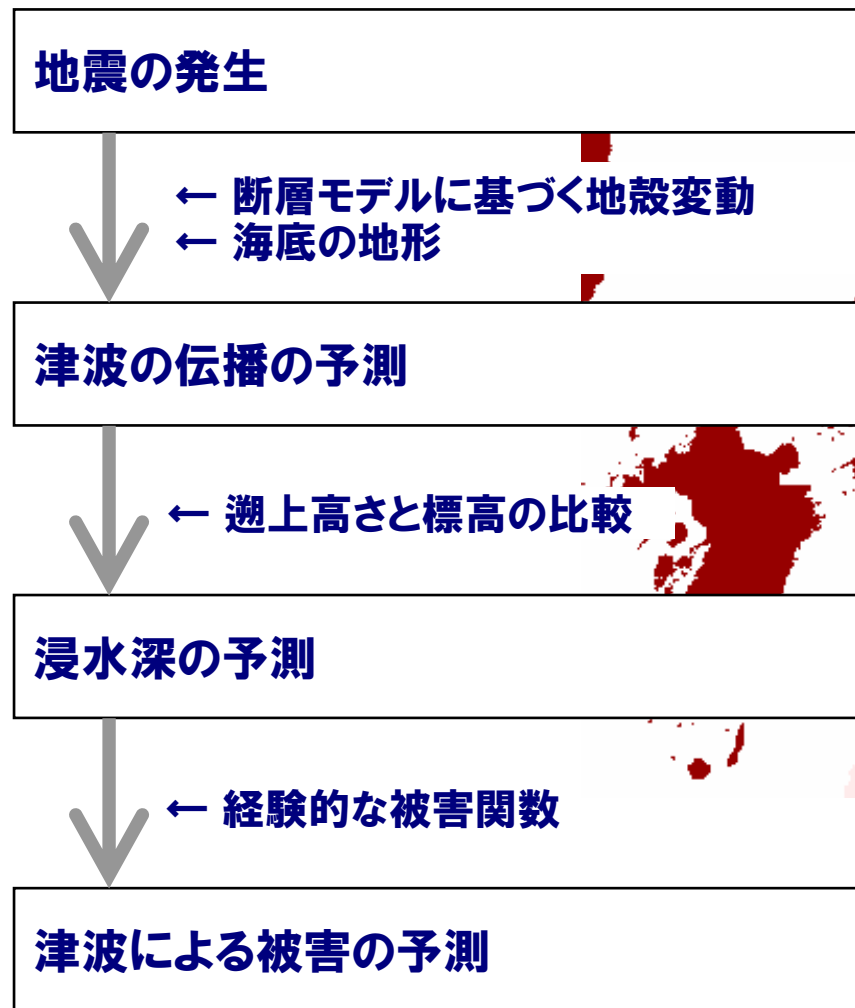 地震の発生
← 断層モデルに基づく地殻変動
← 海底の地形
津波の伝播の予測
← 遡上高さと標高の比較
浸水深の予測
← 経験的な被害関数
津波による被害の予測